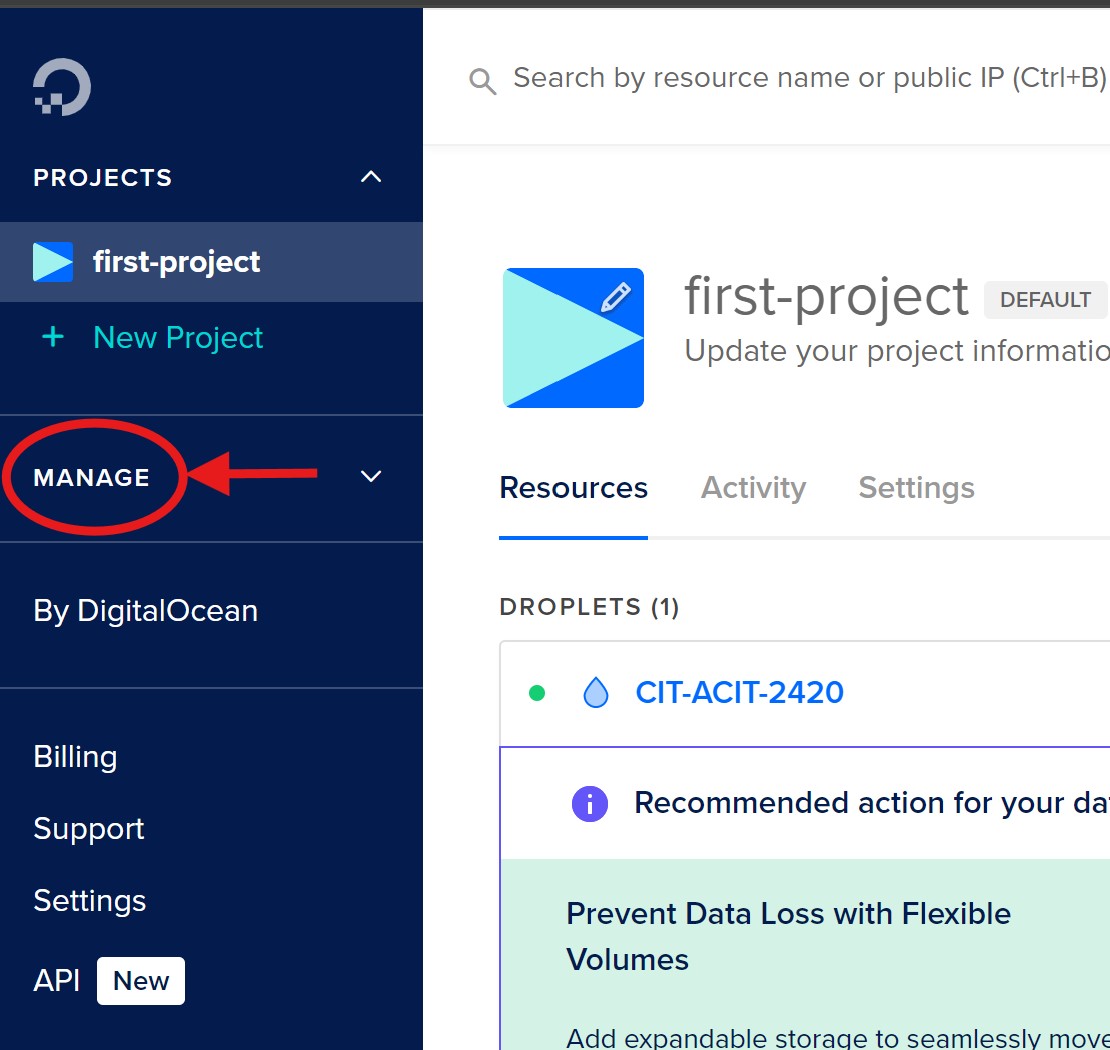 PROJECTS
first-project
+ New Project
MANAGE
By DigitalOcean
Billing
Support
Settings
API New
Search by resource name or public IP (Ctrl+B)
first-project DEFAULT
Update your project informatio
Resources Activity Settings
DROPLETS (1)
CIT-ACIT-2420
Recommended action for your dat
Prevent Data Loss with Flexible
Volumes
Add expandable storage to seamlessly move